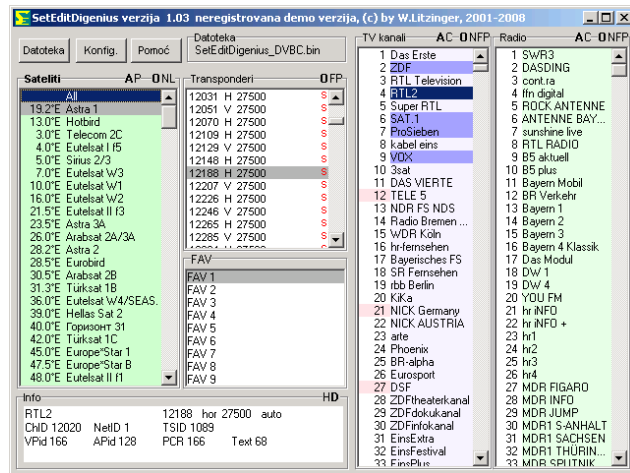 SetEditDigenius verzija 1.03 neregistrovana demo verzija, (c) by W.Litzinger, 2001-2008
Datoteka
Konfig.
Pomoć
Datoteka
SetEditDigenius_DVBC.bin
Sateliti AP ONL
All
19.2°E Astra 1
13.0°E Hotbird
3.0°E Telecom 2C
4.0°E Eutelsat I f5
5.0°E Sirius 2/3
7.0°E Eutelsat W3
10.0°E Eutelsat W1
16.0°E Eutelsat W2
21.5°E Eutelsat II f3
23.5°E Astra 3A
26.0°E Arabsat 2A/3A
28.2°E Astra 2
28.5°E Eurobird
30.5°E Arabsat 2B
31.3°E Türksat 1B
36.0°E Eutelsat W4/SEAS.
39.0°E Hellas Sat 2
40.0°E Горизонт 31
42.0°E Türksat 1C
45.0°E Europe*Star 1
47.5°E Europe*Star B
48.0°E Eutelsat II f1
Transponderi OFP
12031 H 27500 S
12051 V 27500 S
12070 H 27500 S
12109 H 27500 S
12129 V 27500 S
12148 H 27500 S
12188 H 27500 S
12207 V 27500 S
12226 H 27500 S
12246 V 27500 S
12265 H 27500 S
12285 V 27500 S
FAV
FAV 1
FAV 2
FAV 3
FAV 4
FAV 5
FAV 6
FAV 7
FAV 8
FAV 9
TV kanali AC ONFP
1 Das Erste
2 ZDF
3 RTL Television
4 RTL2
5 Super RTL
6 SAT.1
7 ProSieben
8 kabel eins
9 VOX
10 3sat
11 DAS VIERTE
12 TELE 5
13 NDR FS NDS
14 Radio Bremen ...
15 WDR Köln
16 hr-fernsehen
17 Bayerisches FS
18 SR Fernsehen
19 rbb Berlin
20 KiKa
21 NICK Germany
22 NICK AUSTRIA
23 arte
24 Phoenix
25 BR-alpha
26 Eurosport
27 DSF
28 ZDFtheaterkanal
29 ZDFdokukanal
30 ZDFinfokanal
31 EinsExtra
32 EinsFestival
33 EinsPlus
Radio AC ONFP
1 SWR3
2 DASDING
3 cont.ra
4 ffn digital
5 ROCK ANTENNE
6 ANTENNE BAY...
7 sunshine live
8 RTL RADIO
9 B5 aktuell
10 B5 plus
11 Bayern Mobil
12 BR Verkehr
13 Bayern 1
14 Bayern 2
15 Bayern 3
16 Bayern 4 Klassik
17 Das Modul
18 DW 1
19 DW 4
20 YOU FM
21 hr iNFO
22 hr iNFO +
23 hr1
24 hr2
25 hr3
26 hr4
27 MDR FIGARO
28 MDR INFO
29 MDR JUMP
30 MDR1 S-ANHALT
31 MDR1 SACHSEN
32 MDR1 THÜRIN...
33 MDR SPUTNIK
Info HD
RTL2 12188 hor 27500 auto
ChID 12020 NetID 1 TSID 1089
VPid 166 APid 128 PCR 166 Text 68